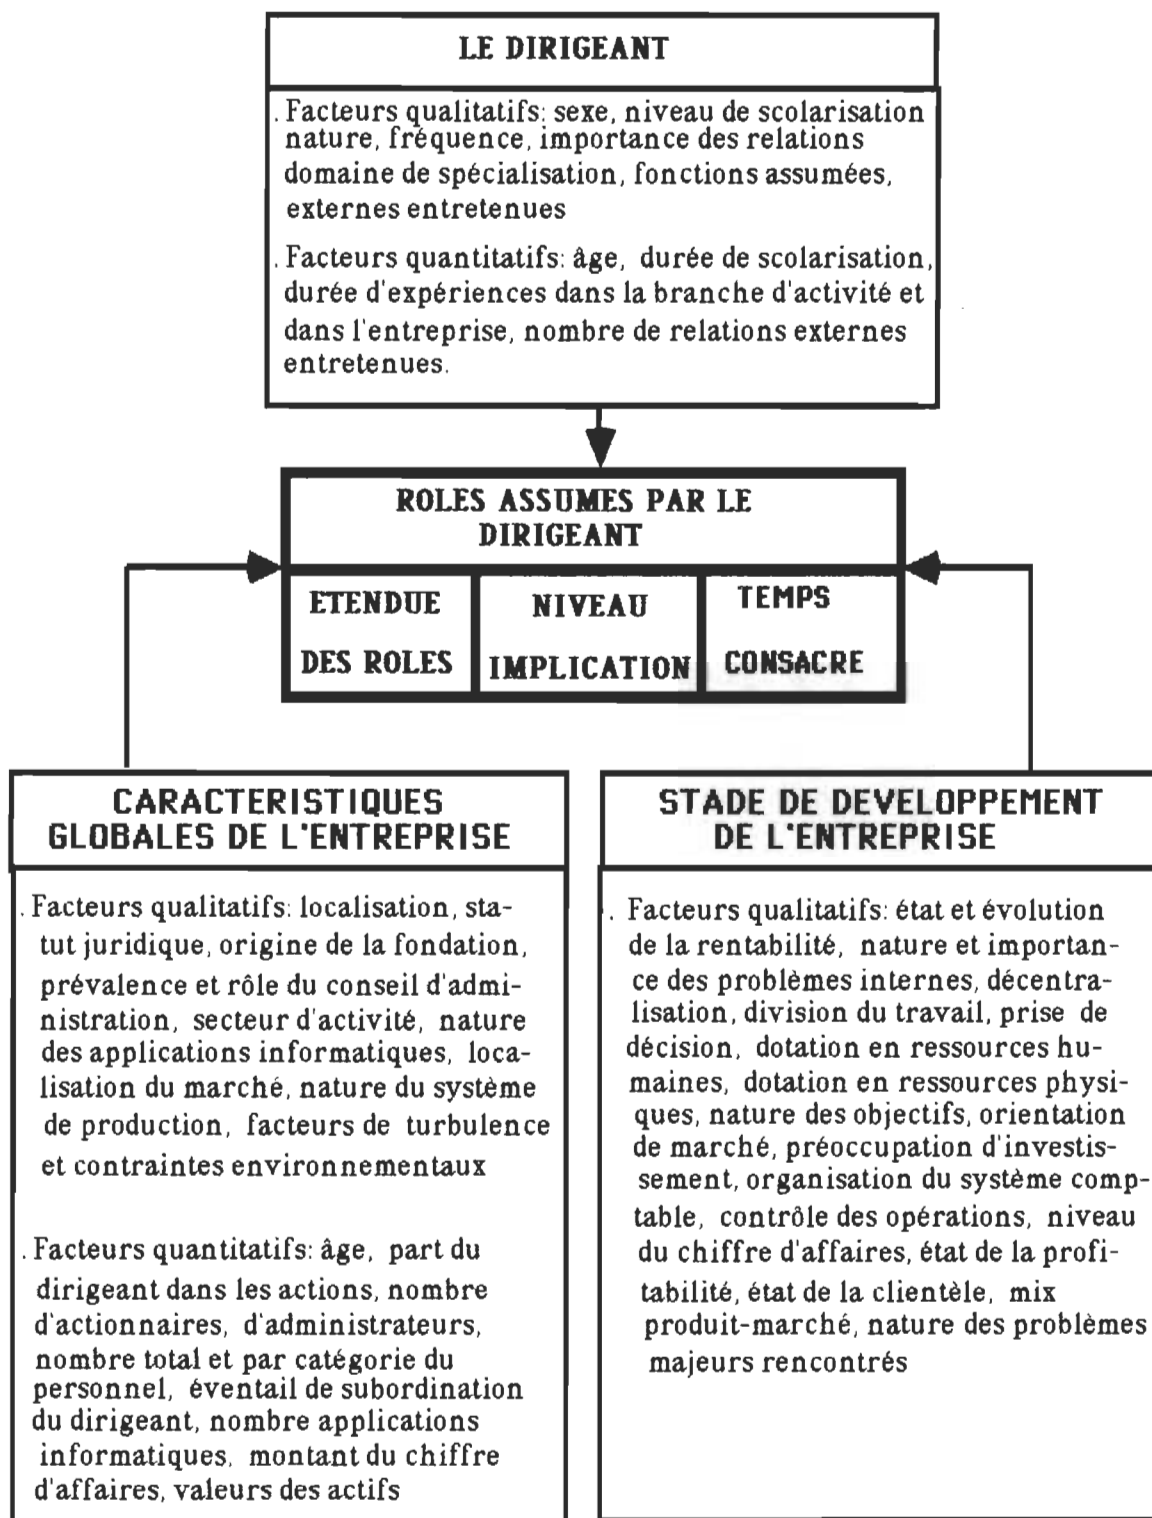 LE DIRIGEANT
. Facteurs qualitatifs: sexe, niveau de scolarisation
nature, fréquence, importance des relations
domaine de spécialisation, fonctions assumées,
externes entretenues
. Facteurs quantitatifs: âge, durée de scolarisation,
durée d'expériences dans la branche d'activité et
dans l'entreprise, nombre de relations externes
entretenues.
ROLES ASSUMES PAR LE
DIRIGEANT
ETENDUE
DES ROLES
NIVEAU
IMPLICATION
TEMPS
CONSACRE
CARACTERISTIQUES
GLOBALES DE L'ENTREPRISE
. Facteurs qualitatifs: localisation, sta-
tut juridique, origine de la fondation,
prévalence et rôle du conseil d'admi-
nistration, secteur d'activité, nature
des applications informatiques, loca-
lisation du marché, nature du système
de production, facteurs de turbulence
et contraintes environnementaux
. Facteurs quantitatifs: âge, part du
dirigeant dans les actions, nombre
d'actionnaires, d'administrateurs,
nombre total et par catégorie du
personnel, éventail de subordination
du dirigeant, nombre applications
informatiques, montant du chiffre
d'affaires, valeurs des actifs
STADE DE DEVELOPPEMENT
DE L'ENTREPRISE
. Facteurs qualitatifs: état et évolution
de la rentabilité, nature et importan-
ce des problèmes internes, décentra-
lisation, division du travail, prise de
décision, dotation en ressources hu-
maines, dotation en ressources physi-
ques, nature des objectifs, orientation
de marché, préoccupation d'investis-
sement, organisation du système comp-
table, contrôle des opérations, niveau
du chiffre d'affaires, état de la profi-
tabilité, état de la clientèle, mix
produit-marché, nature des problèmes
majeurs rencontrés